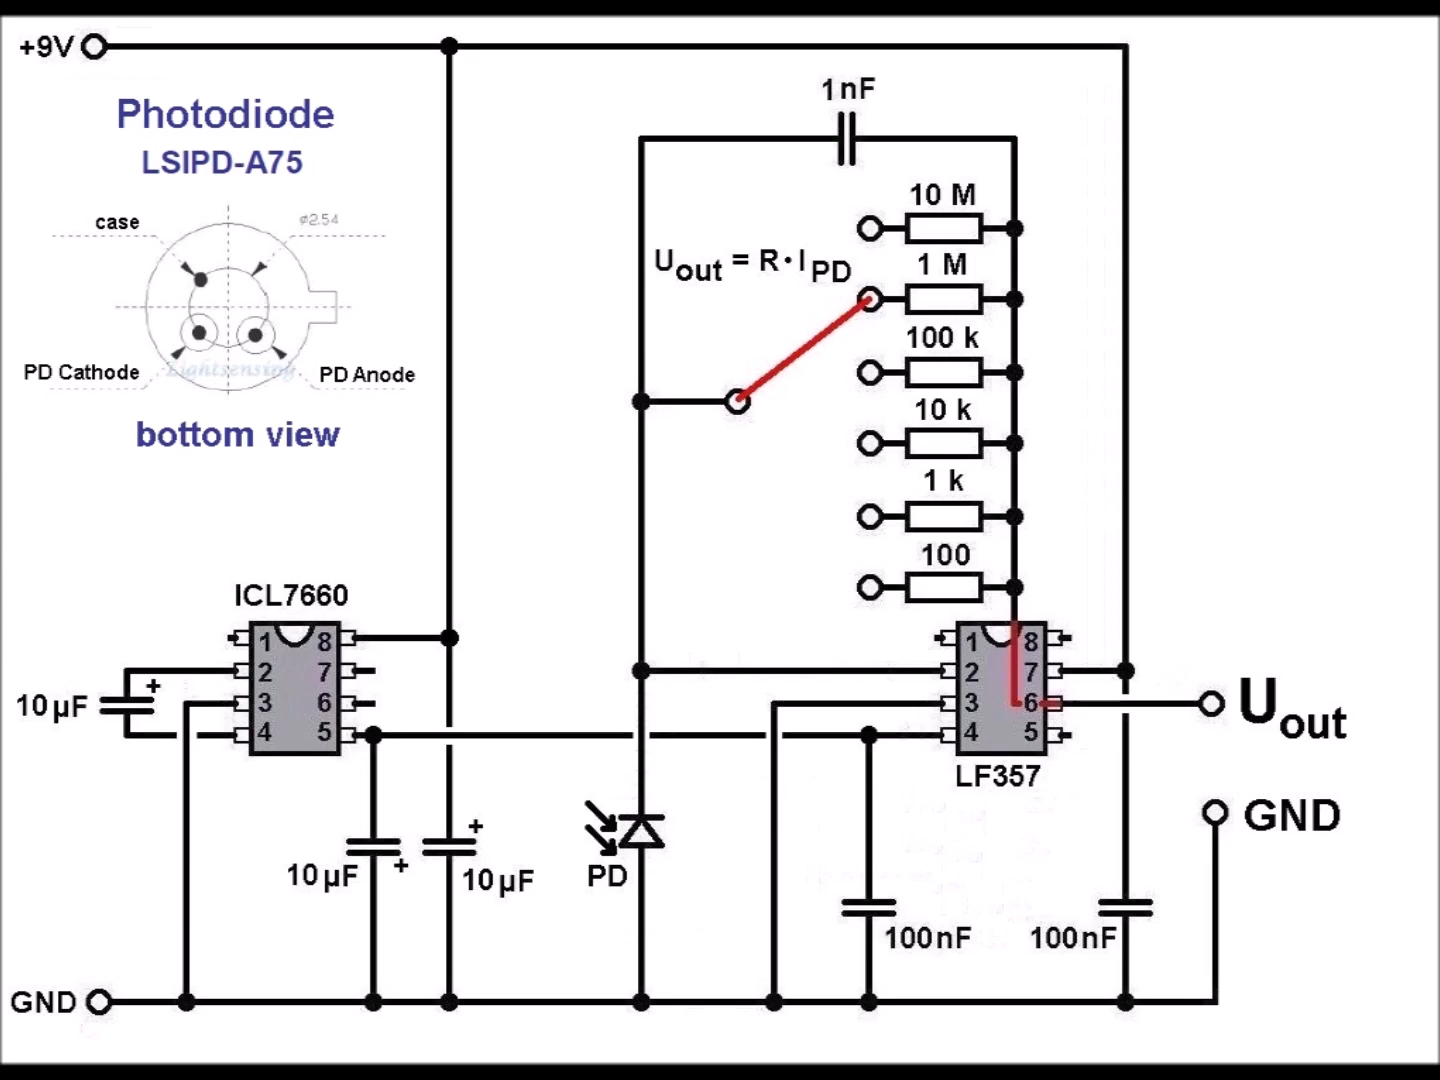 +9V
Photodiode
LSIPD-A75
case
ø2.54
PD Cathode
Lightsensing
PD Anode
bottom view
1nF
10 M
Uout = R·IPD
1 M
100 k
10 k
1 k
100
ICL7660
1 8
2 7
3 6
4 5
10µF
+
10µF
+
10µF
+
PD
1 8
2 7
3 6
4 5
LF357
Uout
GND
100nF
100nF
GND